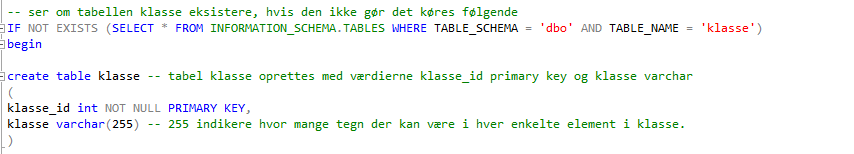 -- ser om tabellen klasse eksistere, hvis den ikke gør det køres følgende
IF NOT EXISTS (SELECT * FROM INFORMATION_SCHEMA.TABLES WHERE TABLE_SCHEMA = 'dbo' AND TABLE_NAME = 'klasse')
begin
create table klasse -- tabel klasse oprettes med værdierne klasse_id primary key og klasse varchar
(
klasse_id int NOT NULL PRIMARY KEY,
klasse varchar(255) -- 255 indikere hvor mange tegn der kan være i hver enkelte element i klasse.
)